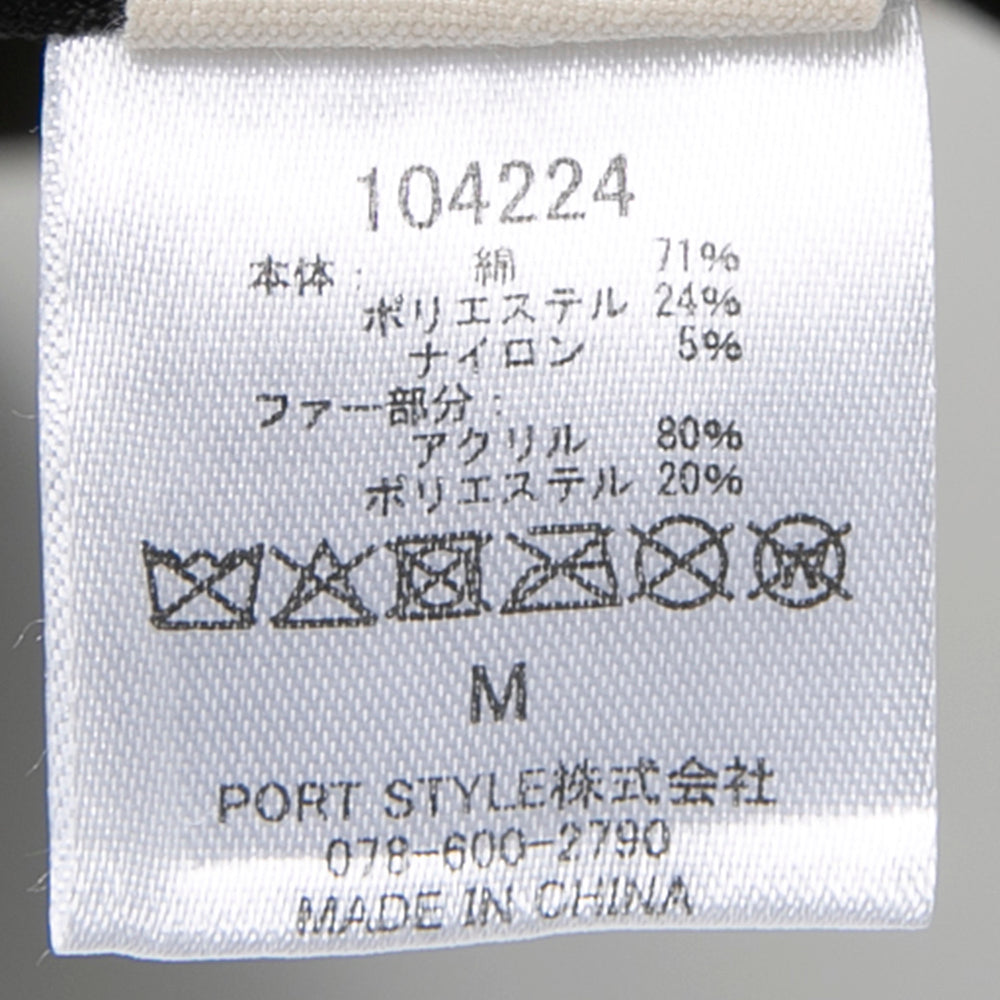 104224
本体: 綿 71%
ポリエステル 24%
ナイロン 5%
ファー部分:
アクリル 80%
ポリエステル 20%
W
M
PORT STYLE株式会社
078-600-2790
MADE IN CHINA